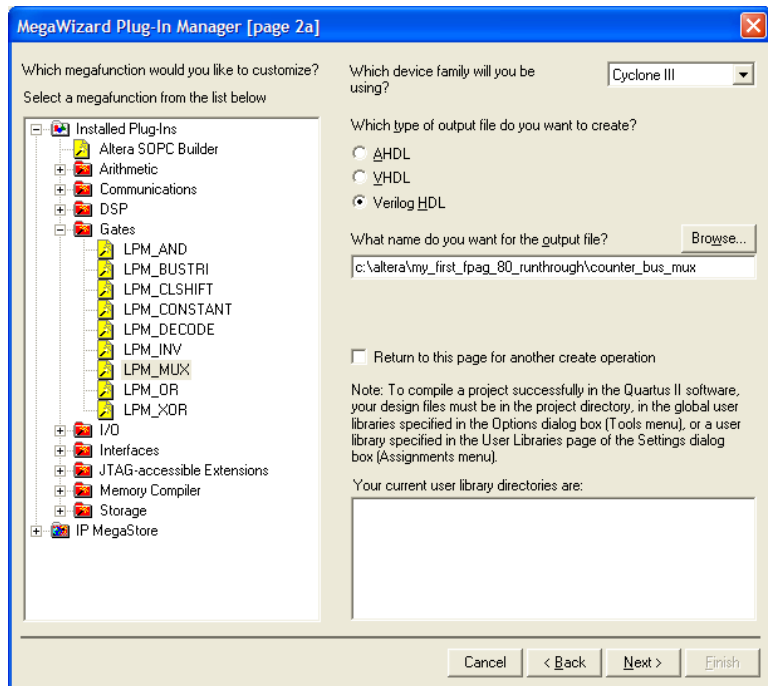 MegaWizard Plug-In Manager [page 2a]
Which megafunction would you like to customize?
Select a megafunction from the list below
Installed Plug-Ins
Altera SOPC Builder
Arithmetic
Communications
DSP
Gates
LPM_AND
LPM_BUSTRI
LPM_CLSHIFT
LPM_CONSTANT
LPM_DECODE
LPM_INV
LPM_MUX
LPM_OR
LPM_XOR
I/O
Interfaces
JTAG-accessible Extensions
Memory Compiler
Storage
IP MegaStore
Which device family will you be
using?
Cyclone III
Which type of output file do you want to create?
AHDL
VHDL
Verilog HDL
What name do you want for the output file?
Browse...
c:\altera\my_first_fpag_80_runthrough\counter_bus_mux
Return to this page for another create operation
Note: To compile a project successfully in the Quartus II software,
your design files must be in the project directory, in the global user
libraries specified in the Options dialog box (Tools menu), or a user
library specified in the User Libraries page of the Settings dialog
box (Assignments menu).
Your current user library directories are:
Cancel
< Back
Next >
Finish